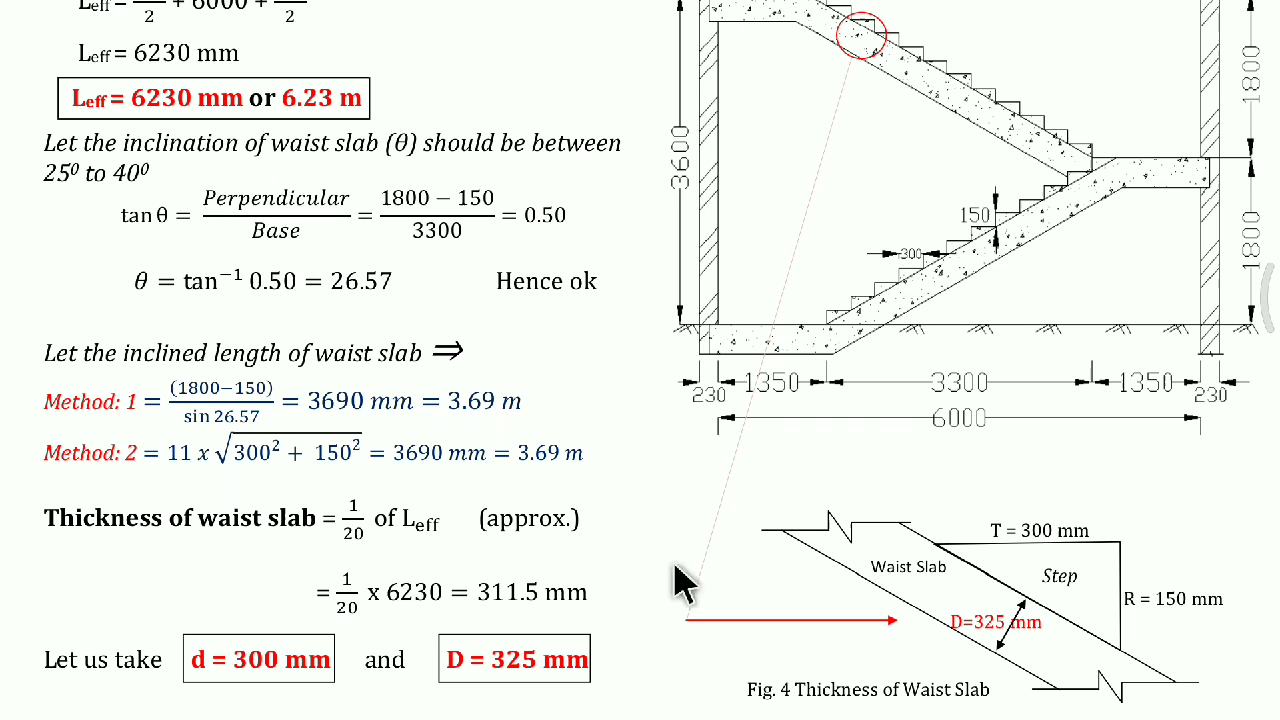 Leff = /2 + 6000 + /2
Leff = 6230 mm
Leff = 6230 mm or 6.23 m
Let the inclination of waist slab (θ) should be between
25⁰ to 40⁰
tan θ = Perpendicular/Base = (1800 − 150)/3300 = 0.50
θ = tan⁻¹ 0.50 = 26.57 Hence ok
Let the inclined length of waist slab ⇒
Method: 1 = (1800−150)/sin 26.57 = 3690 mm = 3.69 m
Method: 2 = 11 x √300² + 150² = 3690 mm = 3.69 m
Thickness of waist slab = 1/20 of Leff (approx.)
= 1/20 x 6230 = 311.5 mm
Let us take d = 300 mm and D = 325 mm
3600
1800
150
300
1800
230
1350
3300
1350
230
6000
T = 300 mm
Waist Slab
Step
R = 150 mm
D=325 mm
Fig. 4 Thickness of Waist Slab